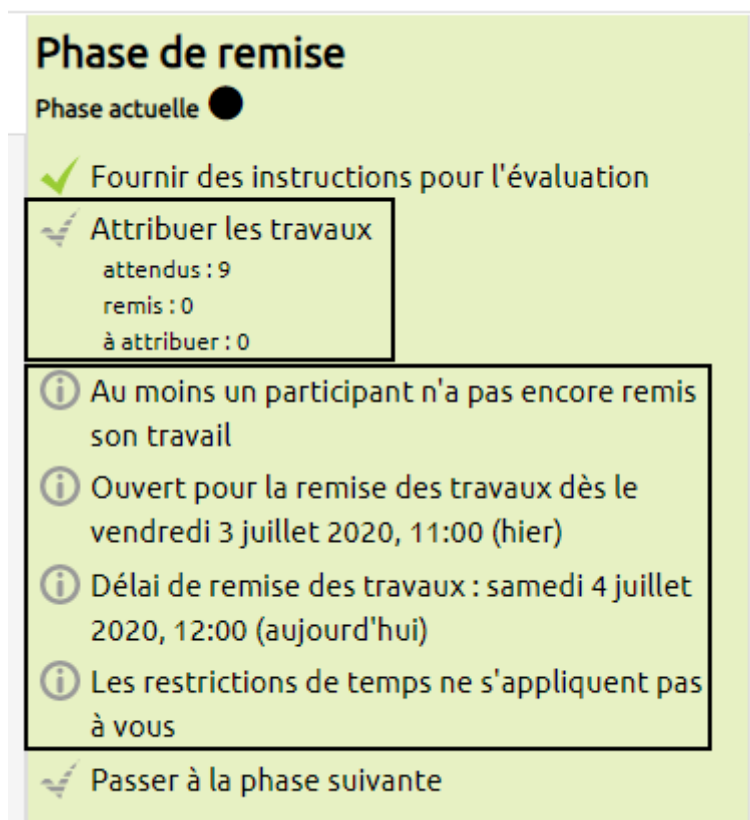 Phase de remise
Phase actuelle
Fournir des instructions pour l'évaluation
Attribuer les travaux
attendus : 9
remis : 0
à attribuer : 0
Au moins un participant n'a pas encore remis
son travail
Ouvert pour la remise des travaux dès le
vendredi 3 juillet 2020, 11:00 (hier)
Délai de remise des travaux : samedi 4 juillet
2020, 12:00 (aujourd'hui)
Les restrictions de temps ne s'appliquent pas
à vous
Passer à la phase suivante